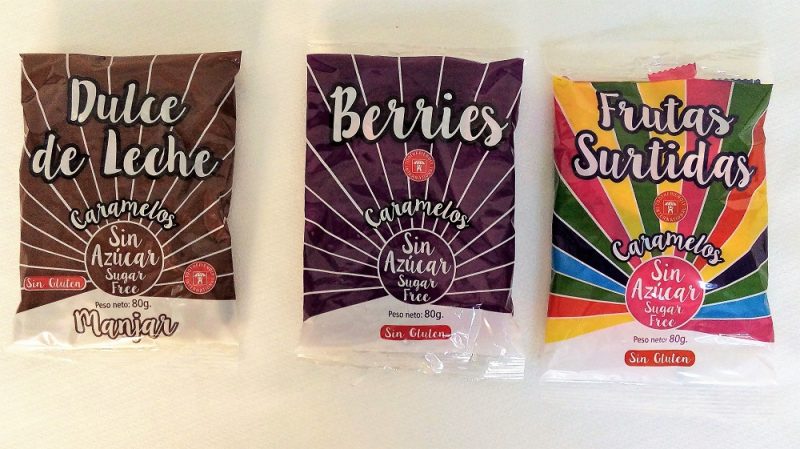 Dulce
de Leche
Caramelos
Sin
Azúcar
Sugar
Free
Sin Gluten
Peso neto: 80g.
Manjar
Berries
Caramelos
Sin
Azúcar
Sugar
Free
Peso neto: 80g.
Sin Gluten
Frutas
Surtidas
Caramelos
Sin
Azúcar
Sugar
Free
Peso neto: 80g.
Sin Gluten